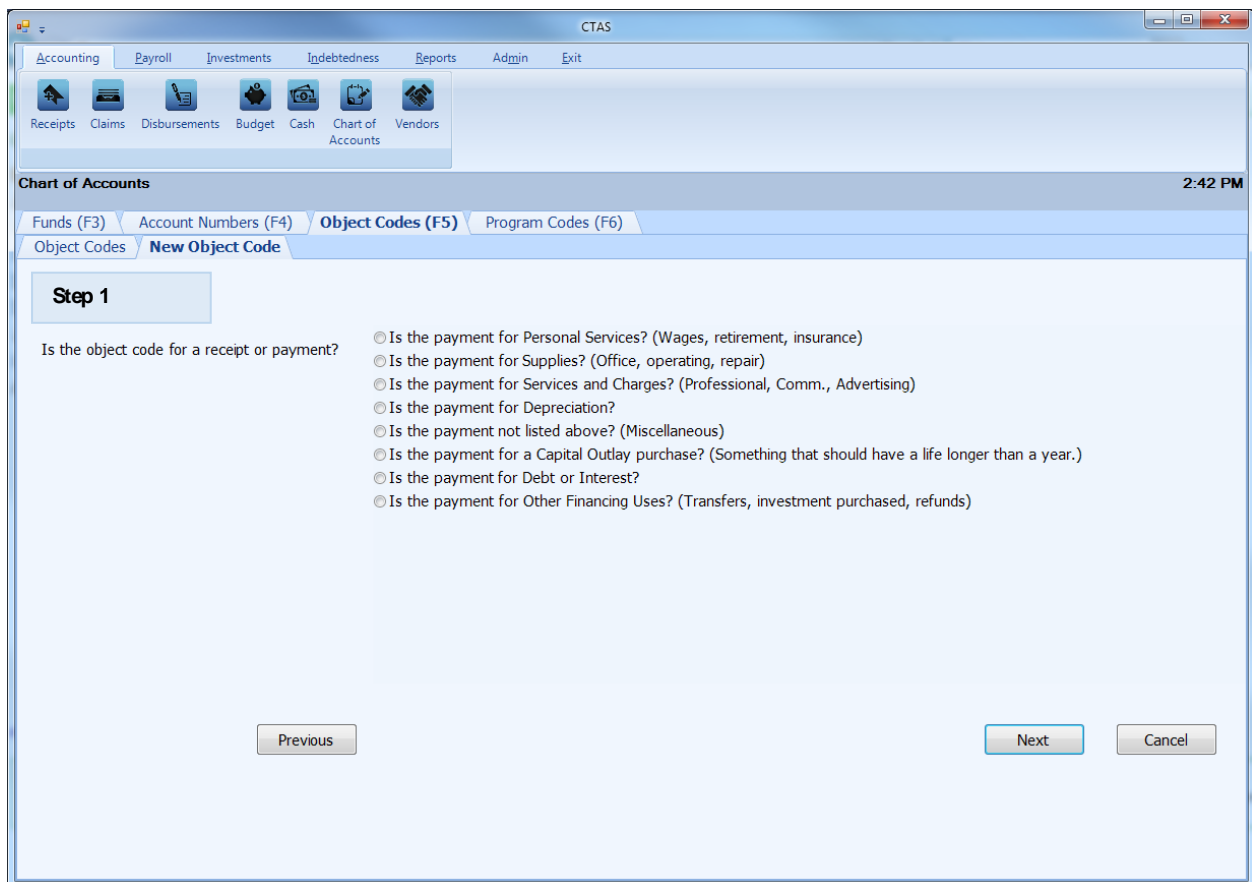 CTAS
Accounting Payroll Investments Indebtedness Reports Admin Exit
Receipts Claims Disbursements Budget Cash Chart of Accounts Vendors
Chart of Accounts 2:42 PM
Funds (F3) Account Numbers (F4) Object Codes (F5) Program Codes (F6)
Object Codes New Object Code
Step 1
Is the object code for a receipt or payment?
Is the payment for Personal Services? (Wages, retirement, insurance)
Is the payment for Supplies? (Office, operating, repair)
Is the payment for Services and Charges? (Professional, Comm., Advertising)
Is the payment for Depreciation?
Is the payment not listed above? (Miscellaneous)
Is the payment for a Capital Outlay purchase? (Something that should have a life longer than a year.)
Is the payment for Debt or Interest?
Is the payment for Other Financing Uses? (Transfers, investment purchased, refunds)
Previous Next Cancel